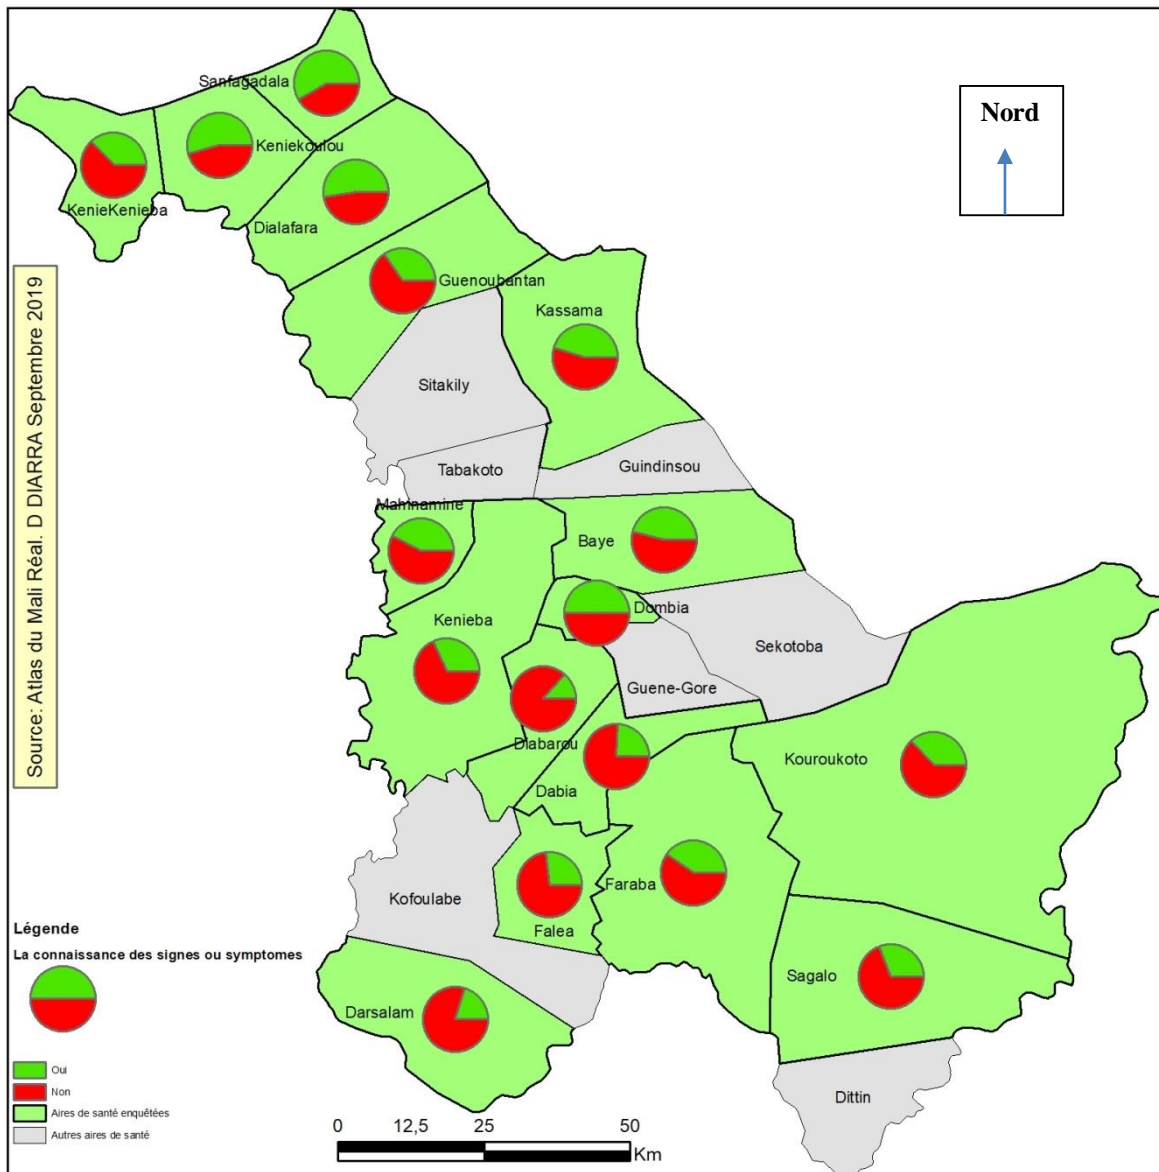 Nord
Sanfagadala
Keniekoulou
KenieKenieba
Dialafara
Guenoubantan
Kassama
Sitakily
Tabakoto
Guindinsou
Mahinamine
Baye
Dombia
Kenieba
Sekotoba
Guene-Gore
Diabarou
Kouroukoto
Dabia
Faraba
Kofoulabe
Falea
Sagalo
Darsalam
Dittin
Source: Atlas du Mali Réal. D DIARRA Septembre 2019
Légende
La connaissance des signes ou symptomes
Oui
Non
Aires de santé enquêtées
Autres aires de santé
0 12,5 25 50
Km